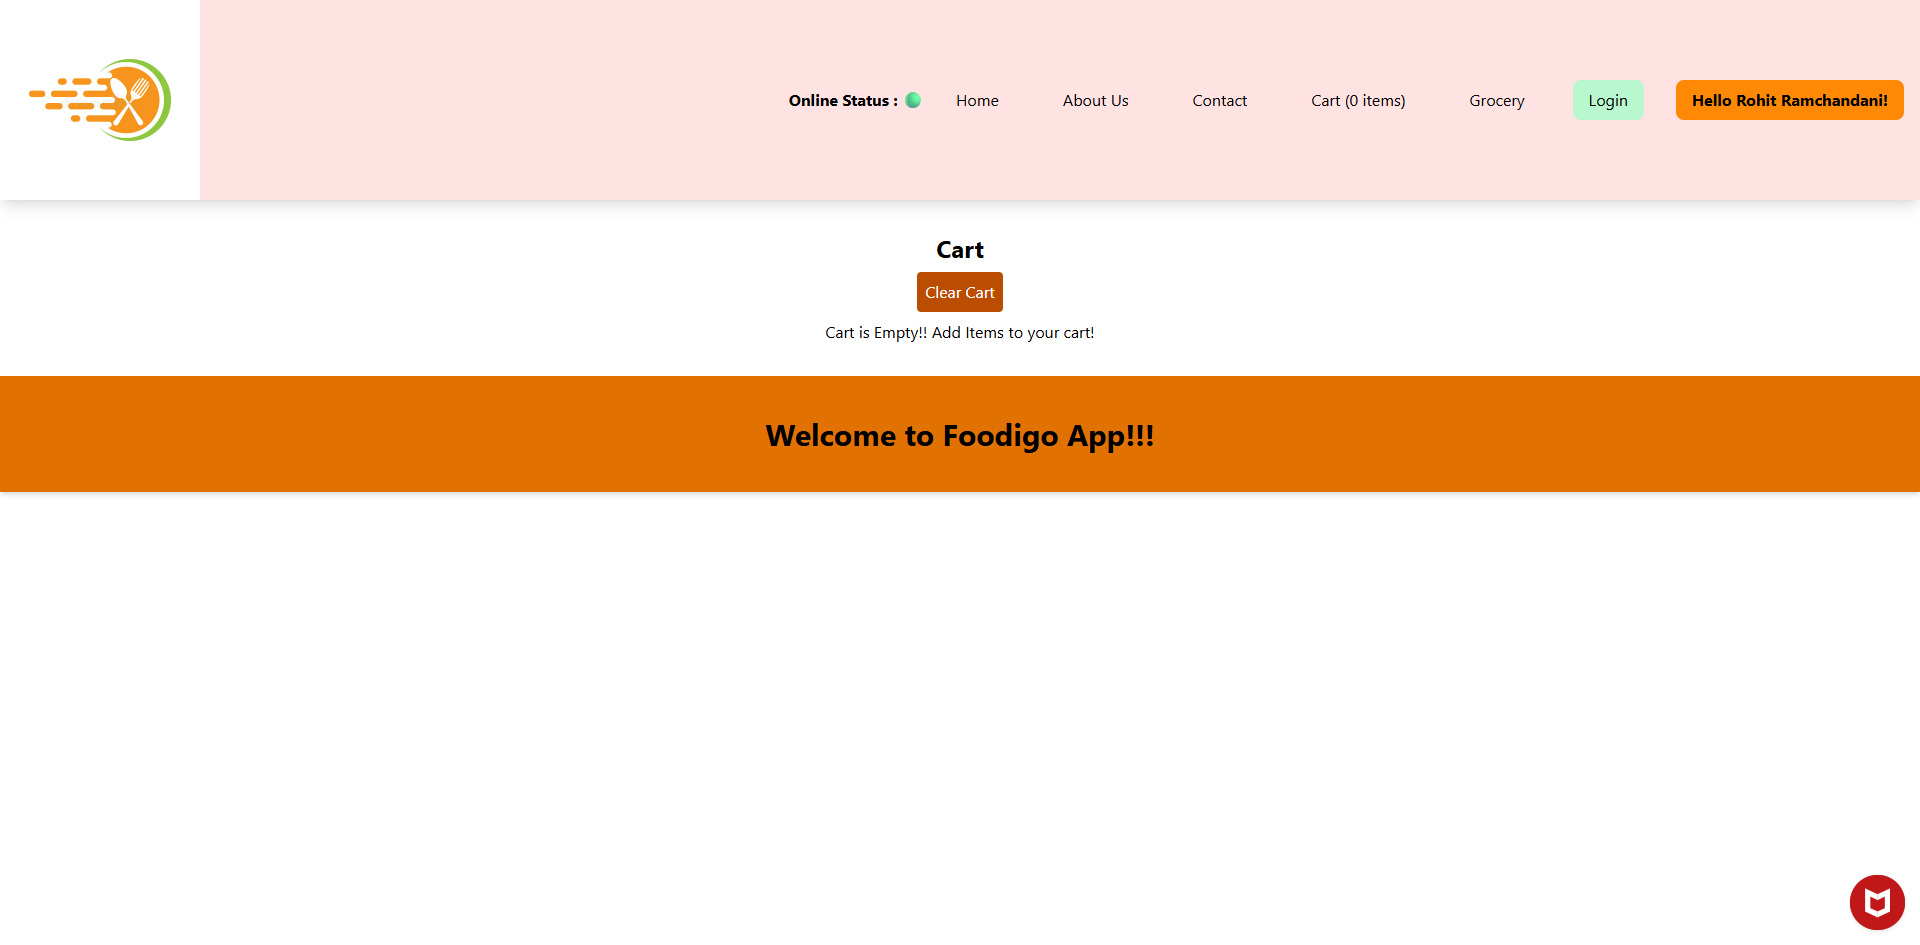 Online Status : Home About Us Contact Cart (0 items) Grocery Login Hello Rohit Ramchandani!
Cart
Clear Cart
Cart is Empty!! Add Items to your cart!
Welcome to Foodigo App!!!